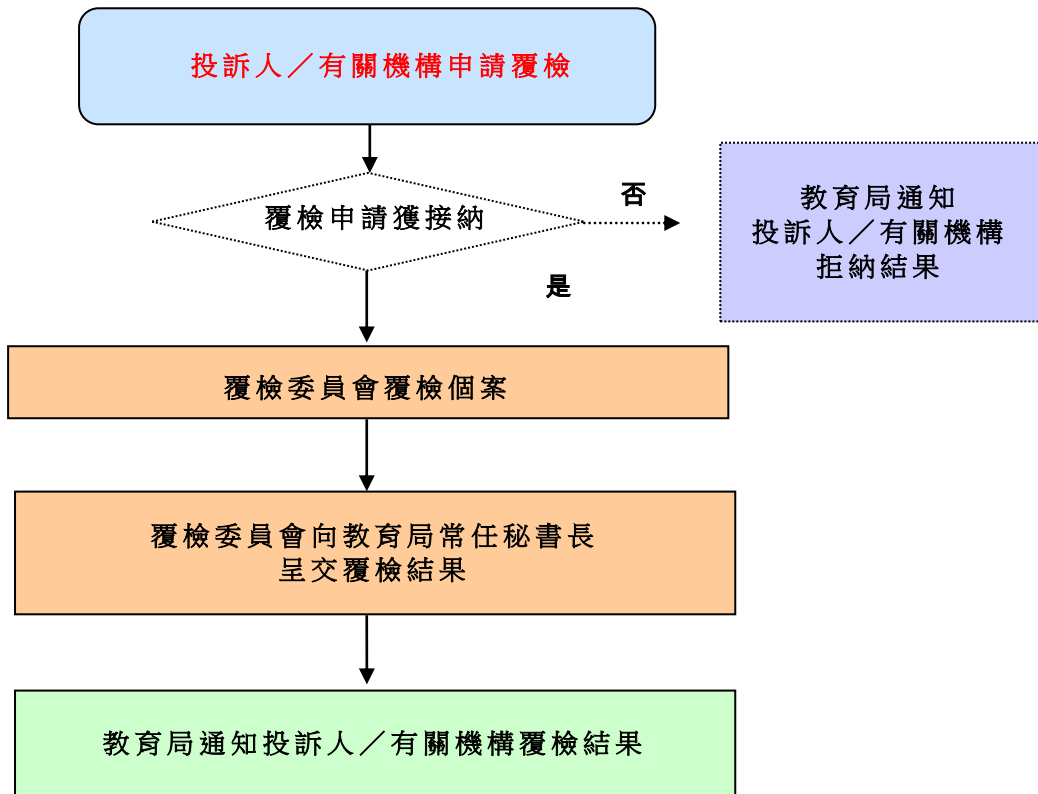 投訴人／有關機構申請覆檢
覆檢申請獲接納
否
教育局通知
投訴人／有關機構
拒納結果
是
覆檢委員會覆檢個案
覆檢委員會向教育局常任秘書長
呈交覆檢結果
教育局通知投訴人／有關機構覆檢結果